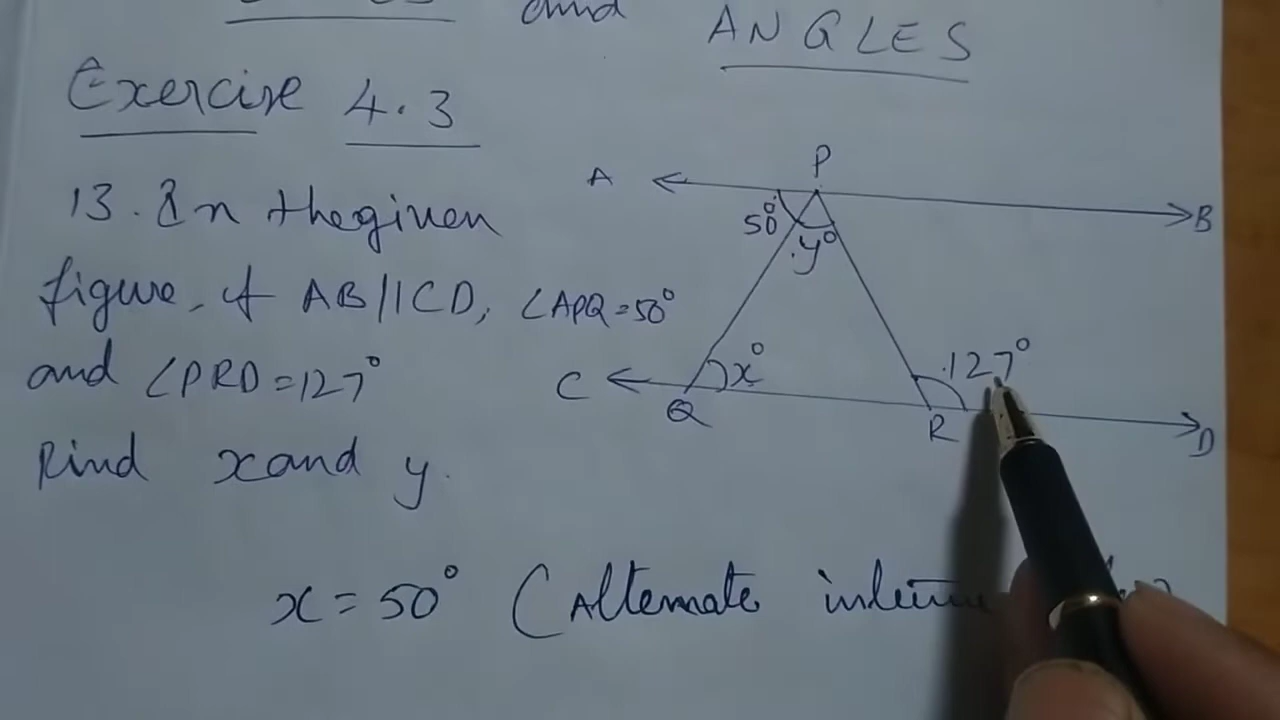 and ANGLES
Exercise 4.3
13. In the given
figure, if AB||CD, ∠APQ=50°
and ∠PRD=127°
Find x and y.
A
P
B
50°
y°
C
x°
127°
Q
R
D
x = 50° (Alternate